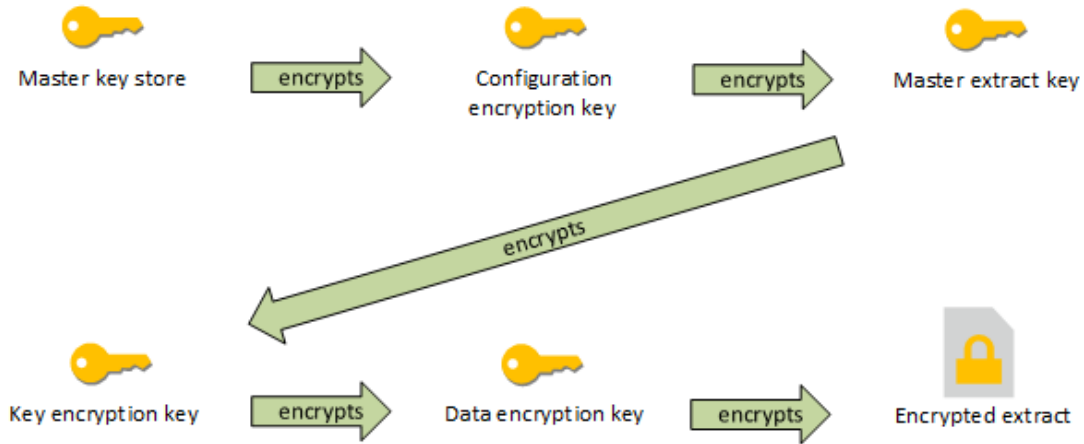 Master key store
encrypts
Configuration
encryption key
encrypts
Master extract key
encrypts
Key encryption key
encrypts
Data encryption key
encrypts
Encrypted extract